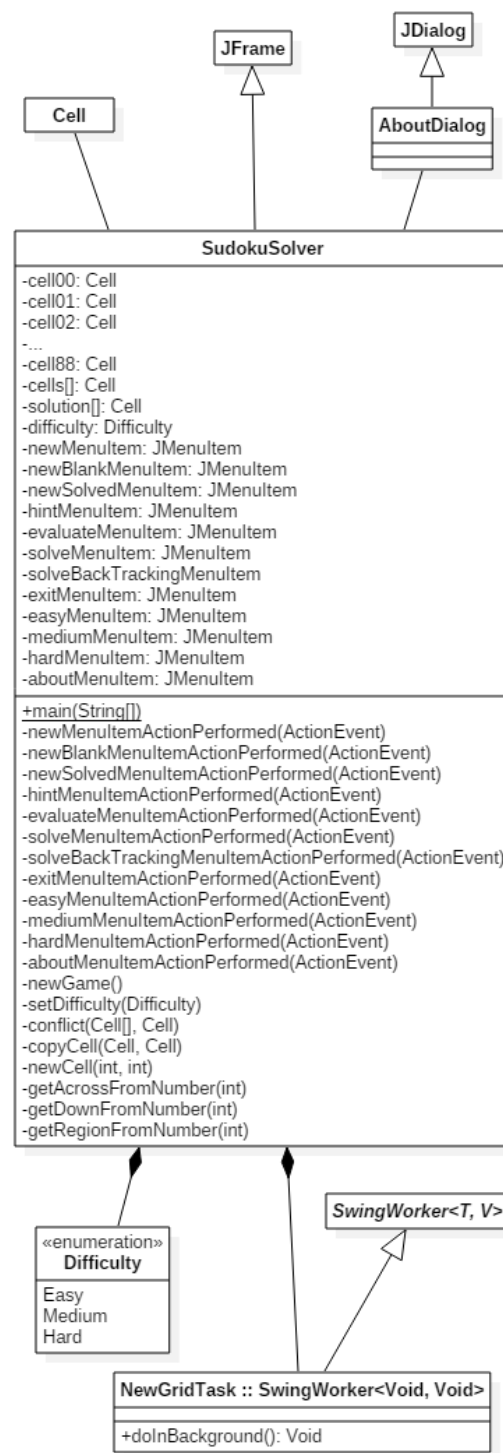 JDialog
JFrame
Cell
AboutDialog
SudokuSolver
-cell00: Cell
-cell01: Cell
-cell02: Cell
-...
-cell88: Cell
-cells[]: Cell
-solution[]: Cell
-difficulty: Difficulty
-newMenuItem: JMenuItem
-newBlankMenuItem: JMenuItem
-newSolvedMenuItem: JMenuItem
-hintMenuItem: JMenuItem
-evaluateMenuItem: JMenuItem
-solveMenuItem: JMenuItem
-solveBackTrackingMenuItem
-exitMenuItem: JMenuItem
-easyMenuItem: JMenuItem
-mediumMenuItem: JMenuItem
-hardMenuItem: JMenuItem
-aboutMenuItem: JMenuItem
+main(String[])
-newMenuItemActionPerformed(ActionEvent)
-newBlankMenuItemActionPerformed(ActionEvent)
-newSolvedMenuItemActionPerformed(ActionEvent)
-hintMenuItemActionPerformed(ActionEvent)
-evaluateMenuItemActionPerformed(ActionEvent)
-solveMenuItemActionPerformed(ActionEvent)
-solveBackTrackingMenuItemActionPerformed(ActionEvent)
-exitMenuItemActionPerformed(ActionEvent)
-easyMenuItemActionPerformed(ActionEvent)
-mediumMenuItemActionPerformed(ActionEvent)
-hardMenuItemActionPerformed(ActionEvent)
-aboutMenuItemActionPerformed(ActionEvent)
-newGame()
-setDifficulty(Difficulty)
-conflict(Cell[], Cell)
-copyCell(Cell, Cell)
-newCell(int, int)
-getAcrossFromNumber(int)
-getDownFromNumber(int)
-getRegionFromNumber(int)
SwingWorker<T, V>
«enumeration»
Difficulty
Easy
Medium
Hard
NewGridTask :: SwingWorker<Void, Void>
+doInBackground(): Void